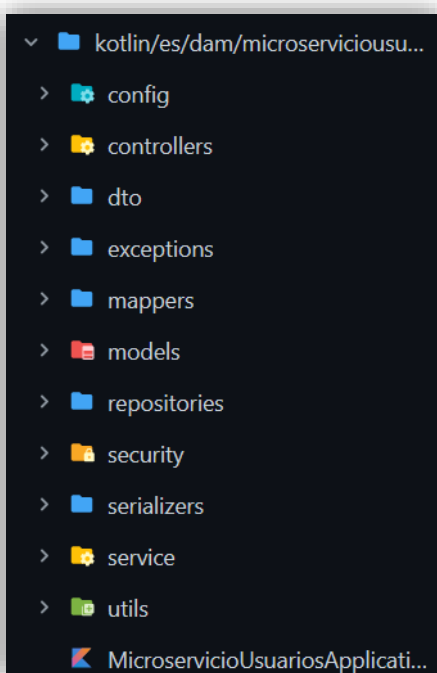 kotlin/es/dam/microserviciousu...
config
controllers
dto
exceptions
mappers
models
repositories
security
serializers
service
utils
MicroservicioUsuariosApplicati...